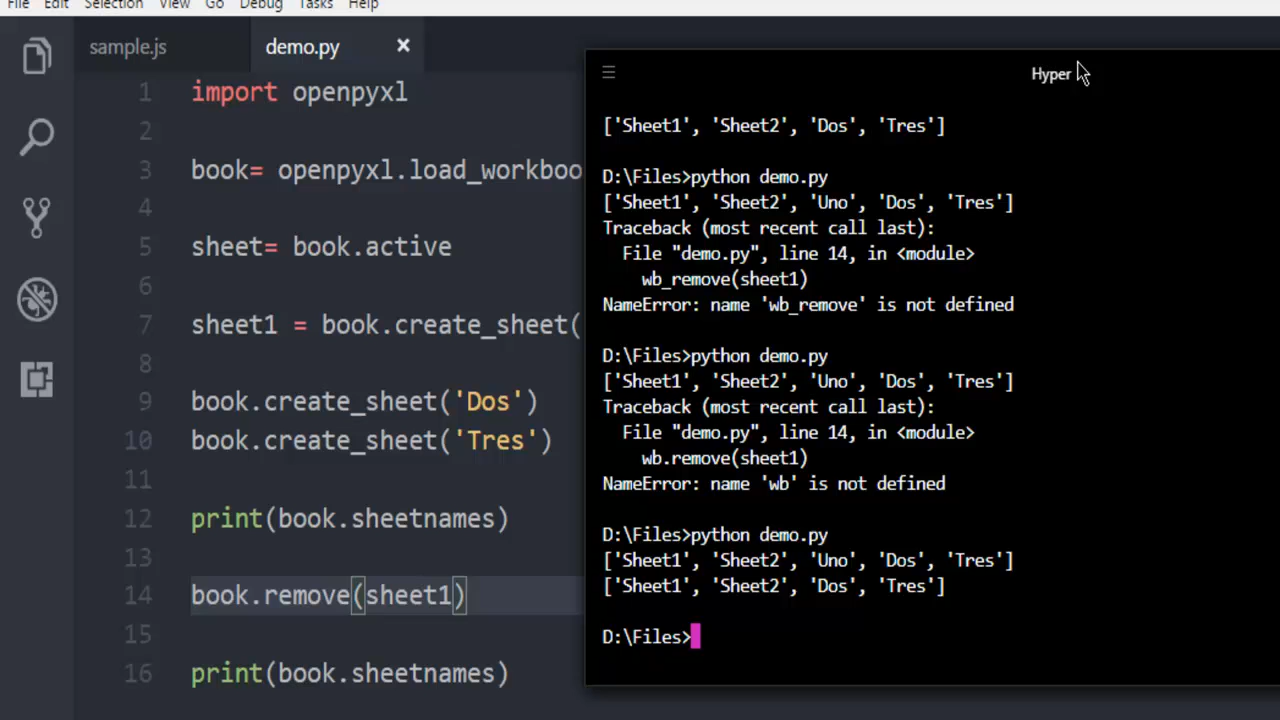 File Edit Selection View Go Debug Tasks Help
sample.js demo.py
1 import openpyxl
2
3 book= openpyxl.load_workboo
4
5 sheet= book.active
6
7 sheet1 = book.create_sheet(
8
9 book.create_sheet('Dos')
10 book.create_sheet('Tres')
11
12 print(book.sheetnames)
13
14 book.remove(sheet1)
15
16 print(book.sheetnames)
Hyper
['Sheet1', 'Sheet2', 'Dos', 'Tres']
D:\Files>python demo.py
['Sheet1', 'Sheet2', 'Uno', 'Dos', 'Tres']
Traceback (most recent call last):
File "demo.py", line 14, in <module>
wb_remove(sheet1)
NameError: name 'wb_remove' is not defined
D:\Files>python demo.py
['Sheet1', 'Sheet2', 'Uno', 'Dos', 'Tres']
Traceback (most recent call last):
File "demo.py", line 14, in <module>
wb.remove(sheet1)
NameError: name 'wb' is not defined
D:\Files>python demo.py
['Sheet1', 'Sheet2', 'Uno', 'Dos', 'Tres']
['Sheet1', 'Sheet2', 'Dos', 'Tres']
D:\Files>